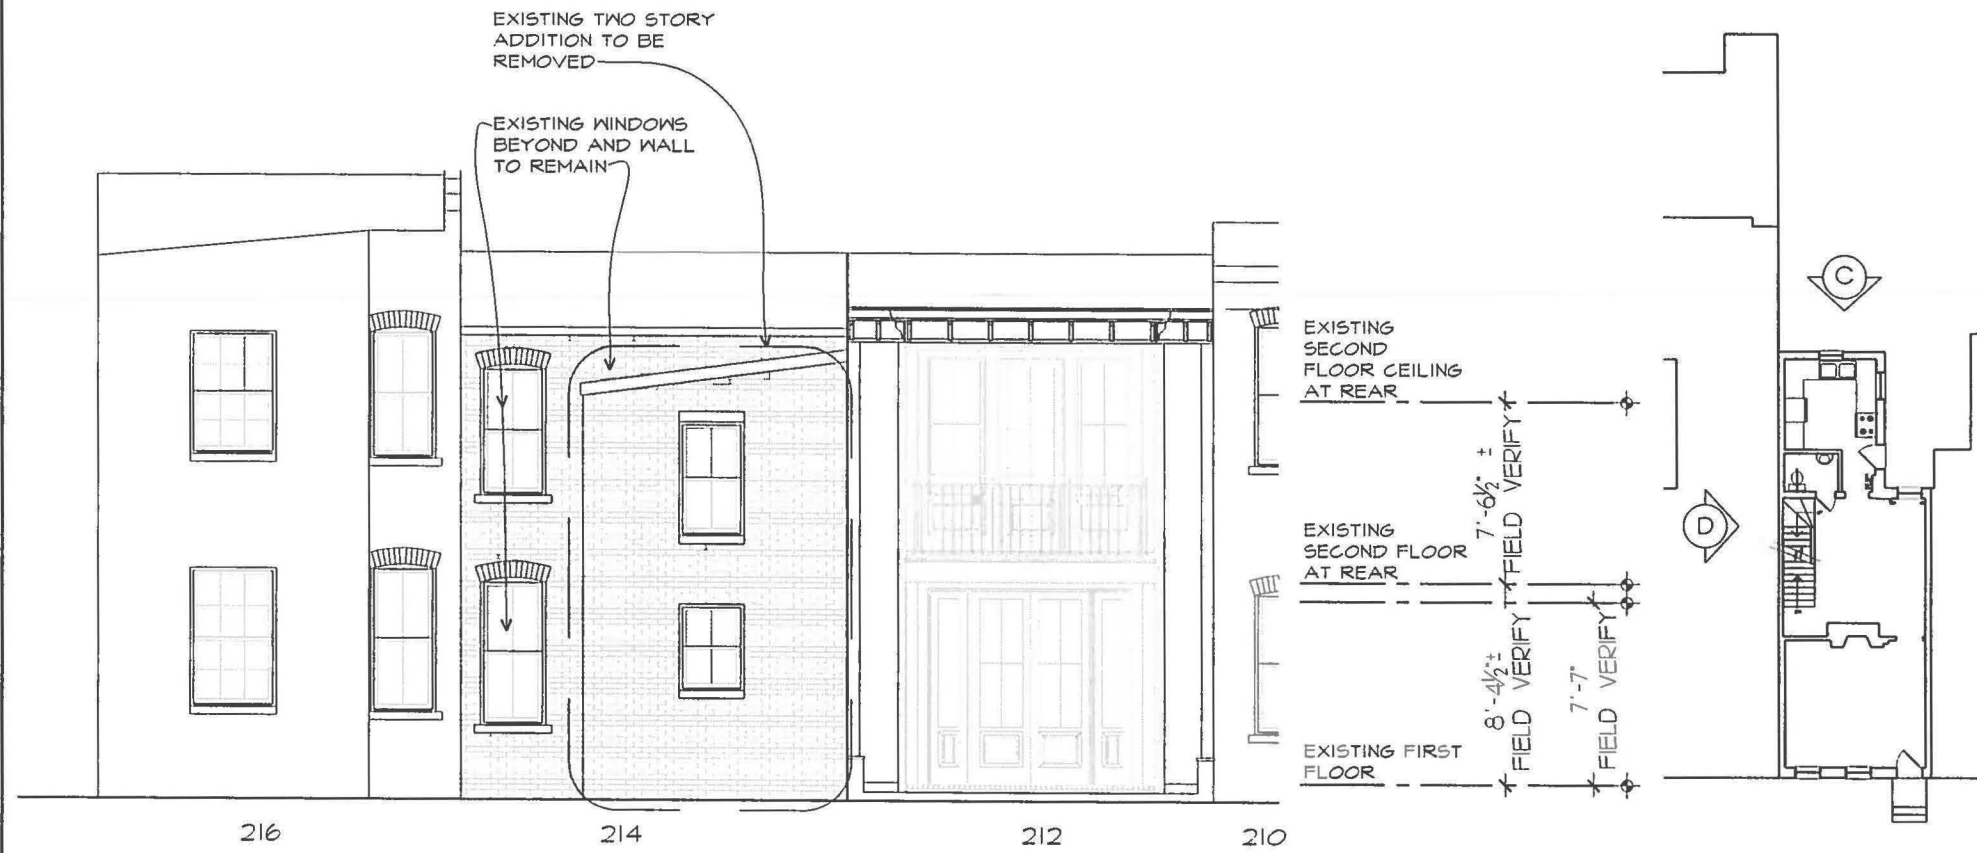 EXISTING TWO STORY
ADDITION TO BE
REMOVED
EXISTING WINDOWS
BEYOND AND WALL
TO REMAIN
EXISTING
SECOND
FLOOR CEILING
AT REAR
7'-6½" ±
FIELD VERIFY
EXISTING
SECOND FLOOR
AT REAR
8'-4½"±
FIELD VERIFY
7'-7"
FIELD VERIFY
EXISTING FIRST
FLOOR
C
D
216
214
212
210